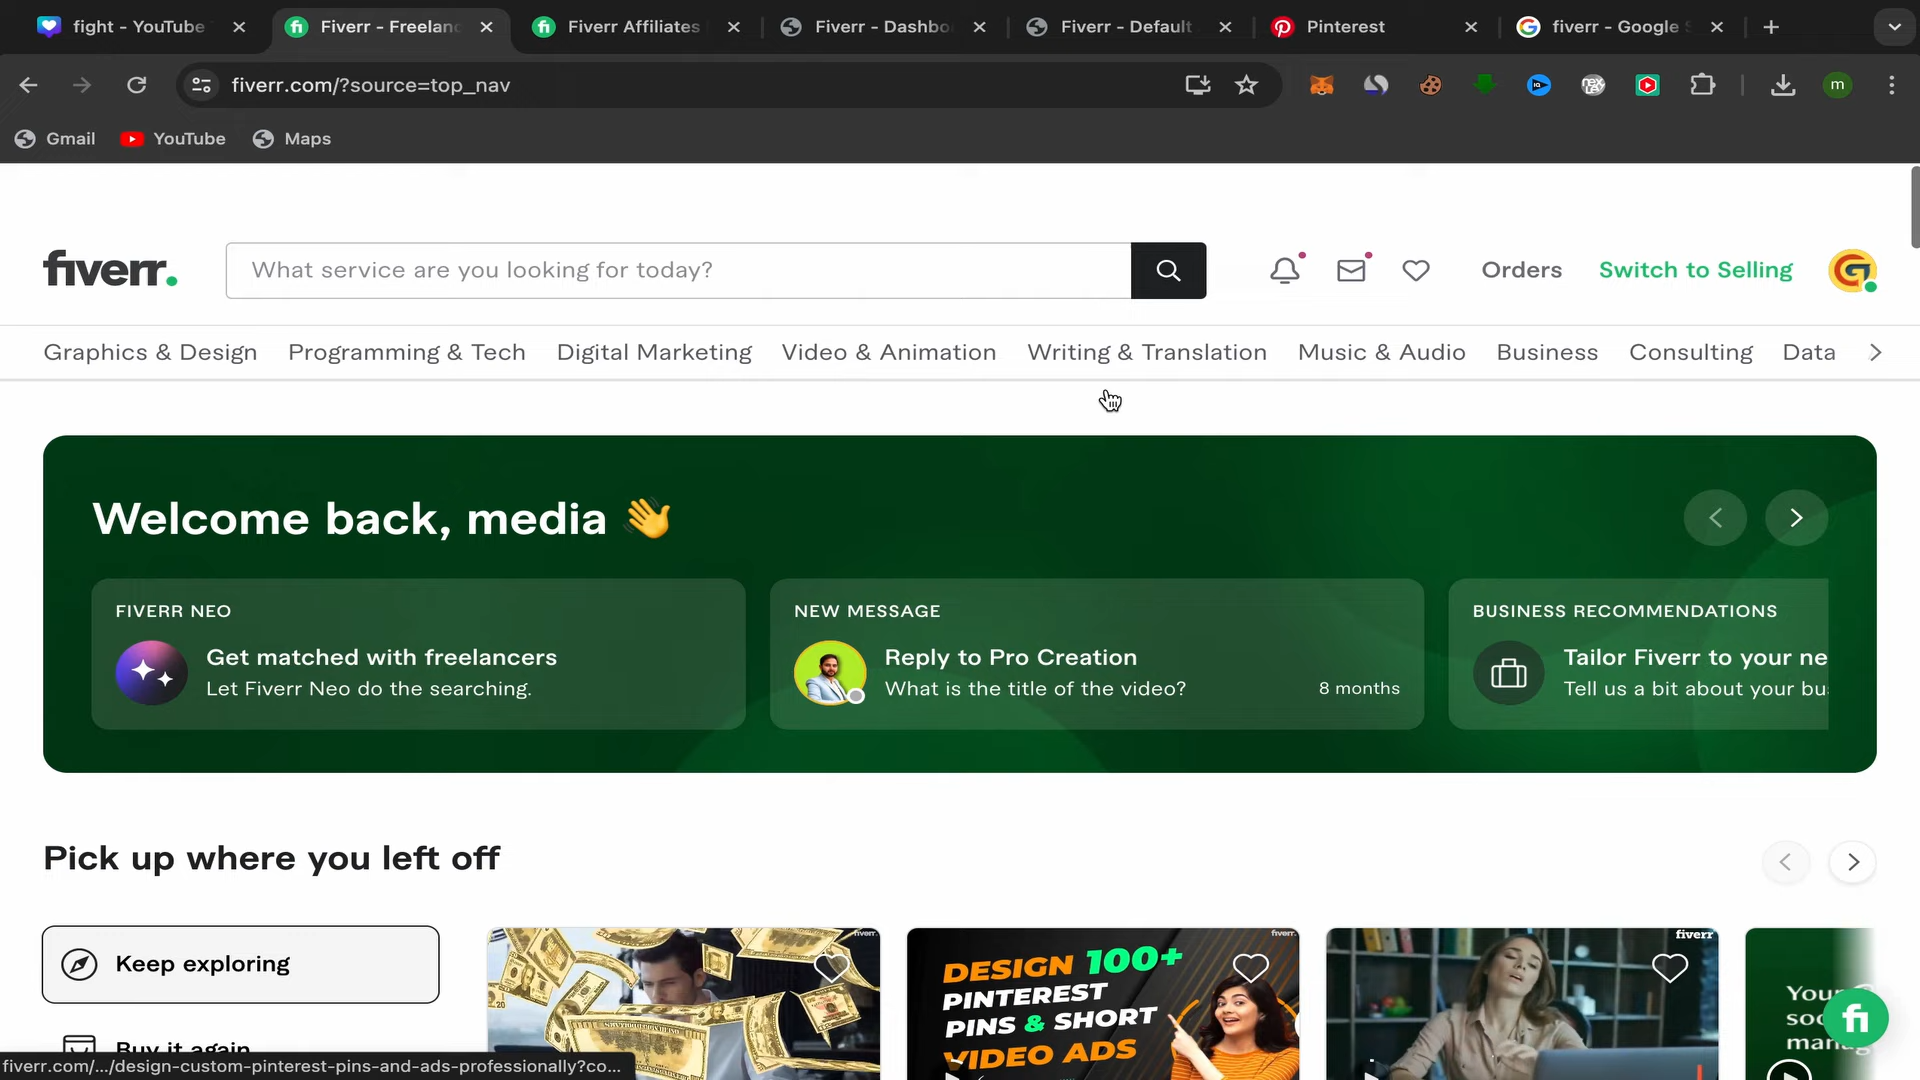 fight - YouTube
Fiverr - Freelanc
Fiverr Affiliates
Fiverr - Dashbo
Fiverr - Default
Pinterest
fiverr - Google S
fiverr.com/?source=top_nav
m
Gmail
YouTube
Maps
fiverr.
What service are you looking for today?
Orders
Switch to Selling
Graphics & Design
Programming & Tech
Digital Marketing
Video & Animation
Writing & Translation
Music & Audio
Business
Consulting
Data
Welcome back, media 👋
FIVERR NEO
Get matched with freelancers
Let Fiverr Neo do the searching.
NEW MESSAGE
Reply to Pro Creation
What is the title of the video?
8 months
BUSINESS RECOMMENDATIONS
Tailor Fiverr to your ne
Tell us a bit about your bu
Pick up where you left off
Keep exploring
Buy it again
fiverr.
fiverr.
DESIGN 100+
PINTEREST
PINS & SHORT
VIDEO ADS
fiverr
Your
soc
manag
fi
fiverr.com/.../design-custom-pinterest-pins-and-ads-professionally?co...